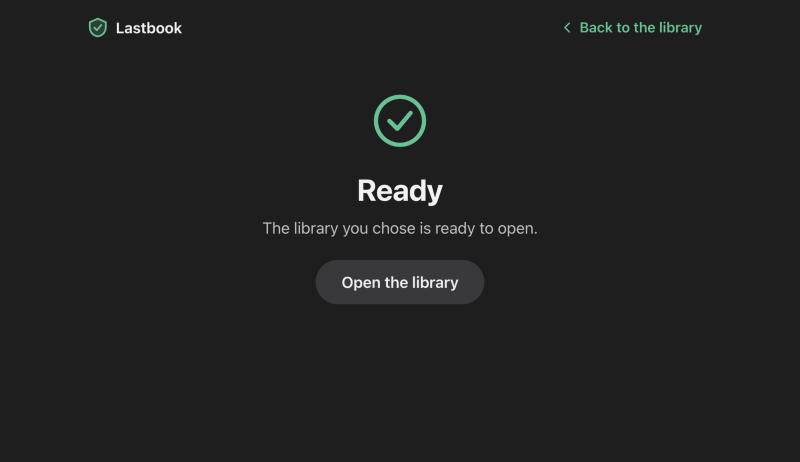 Lastbook
Back to the library
Ready
The library you chose is ready to open.
Open the library